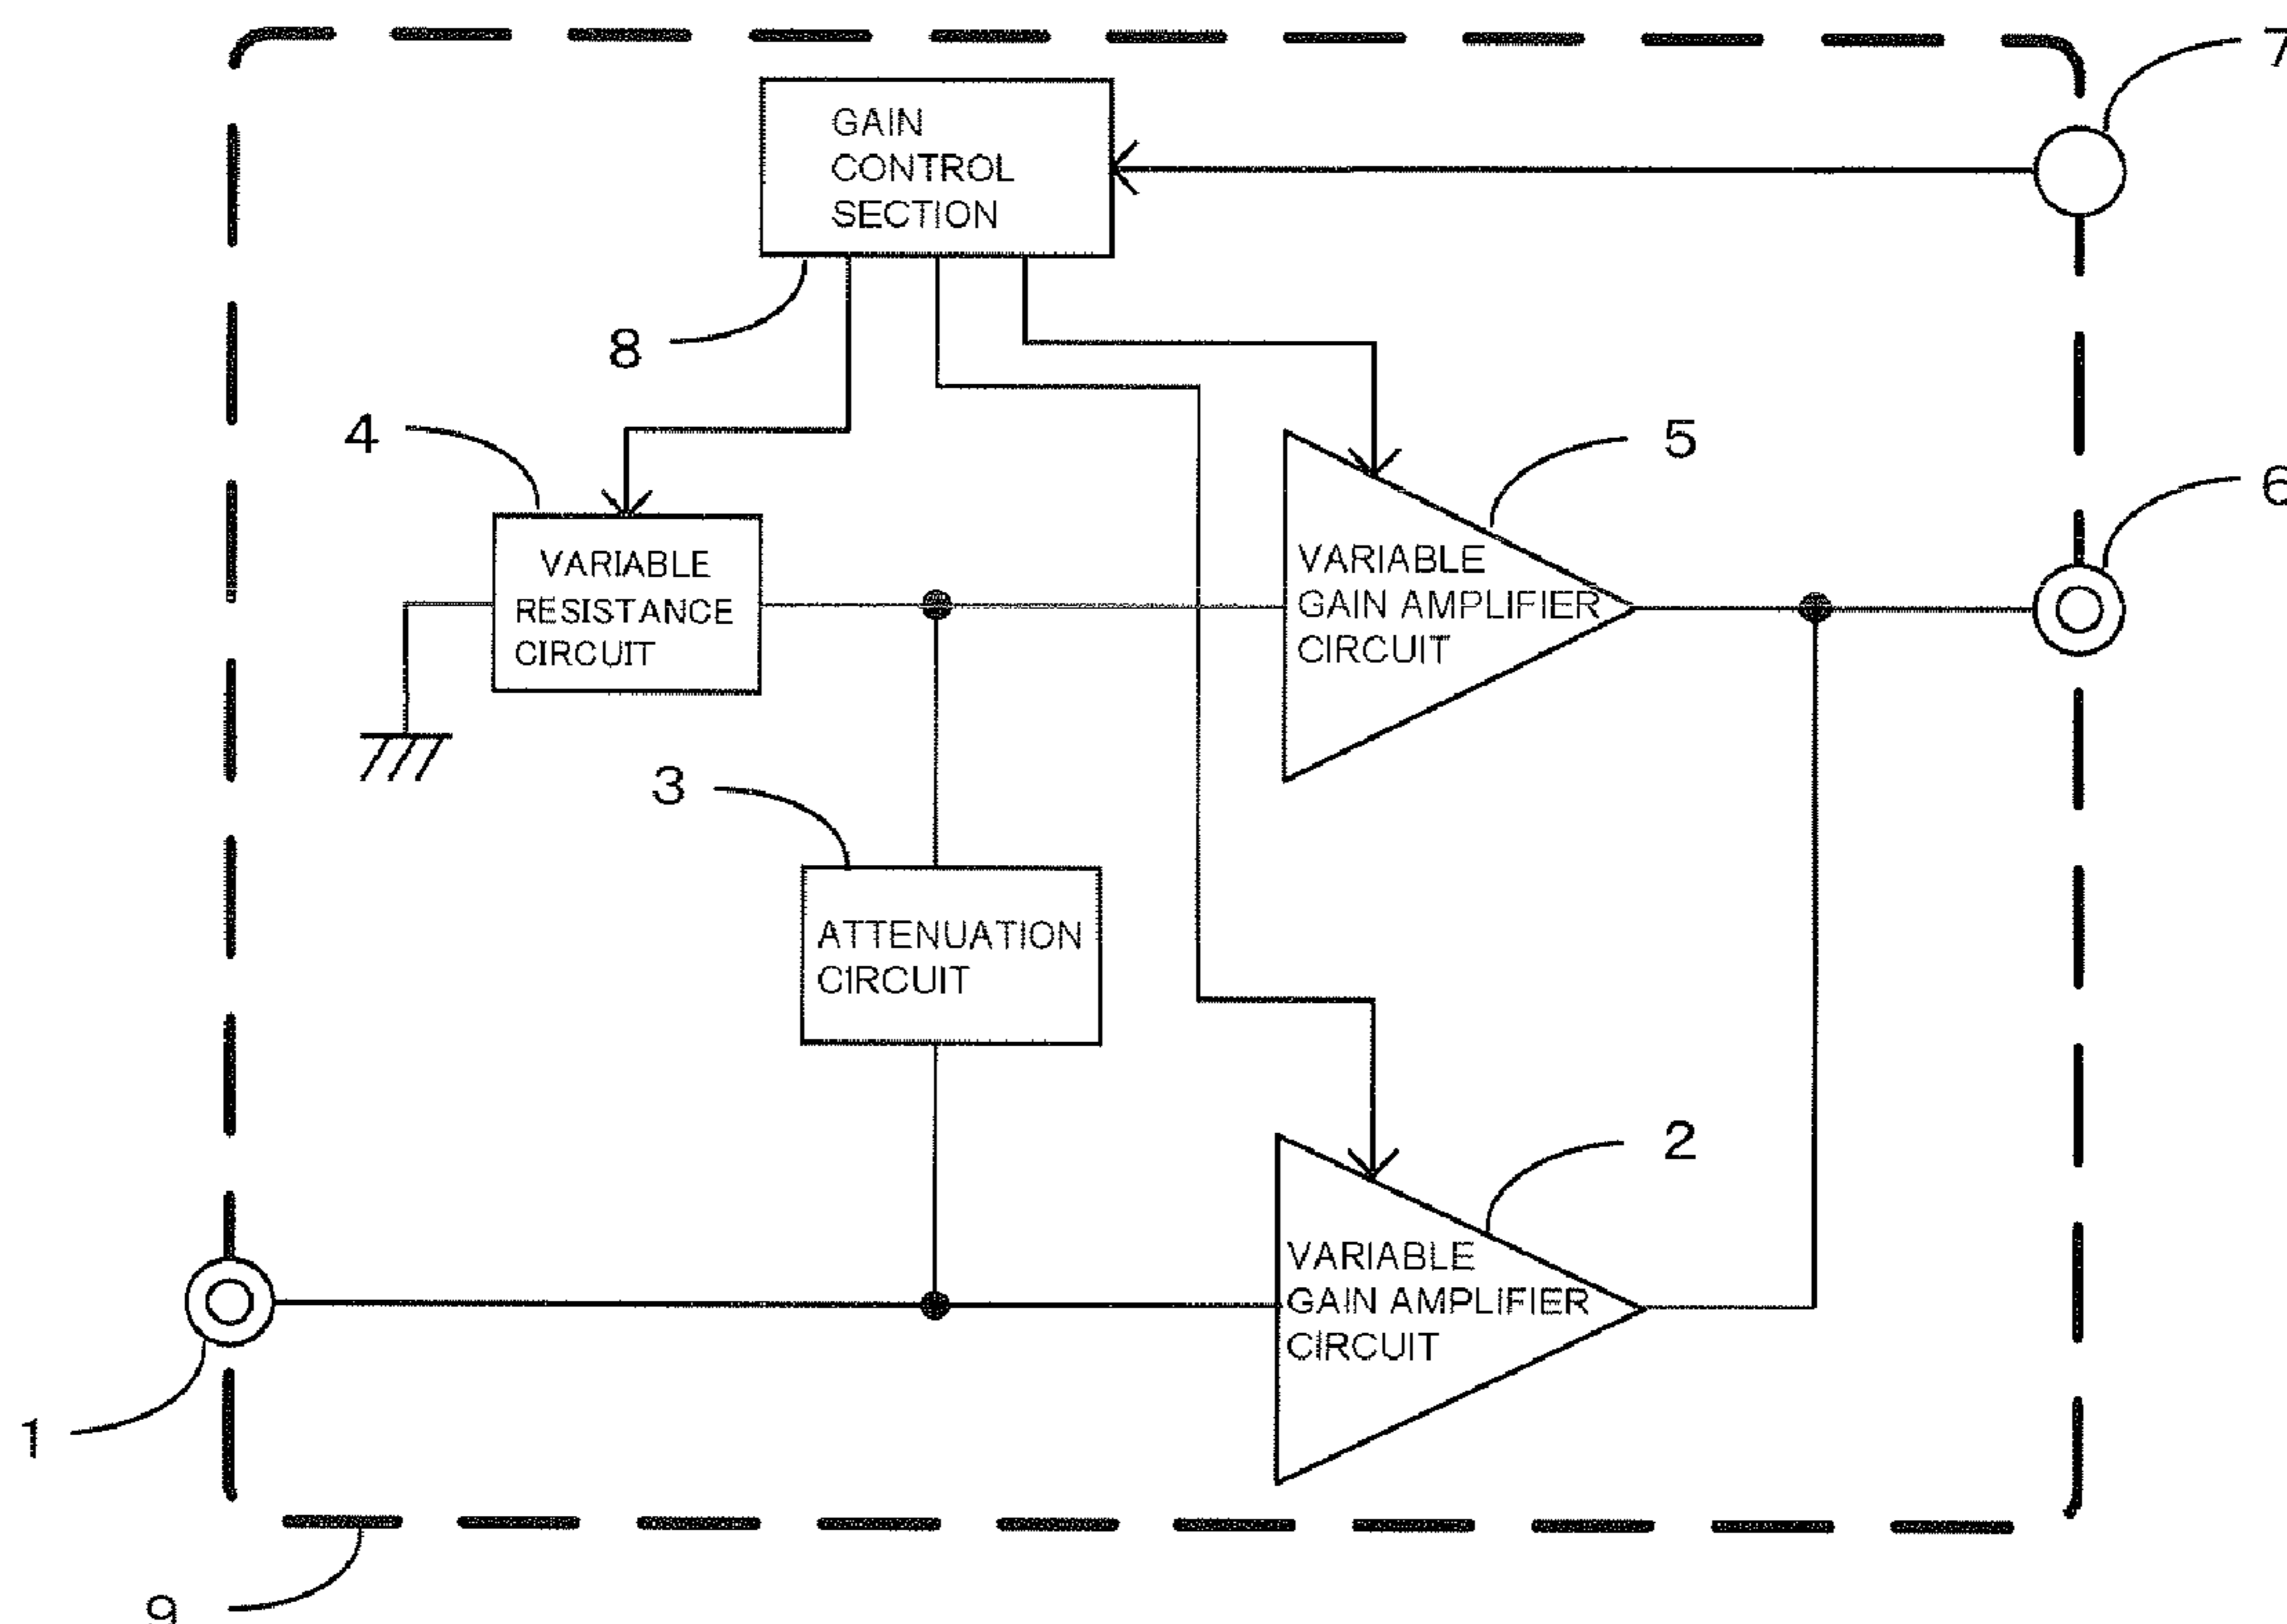 7
GAIN
CONTROL
SECTION
8
4
5
6
VARIABLE
RESISTANCE
CIRCUIT
VARIABLE
GAIN AMPLIFIER
CIRCUIT
3
ATTENUATION
CIRCUIT
2
VARIABLE
GAIN AMPLIFIER
CIRCUIT
1
9